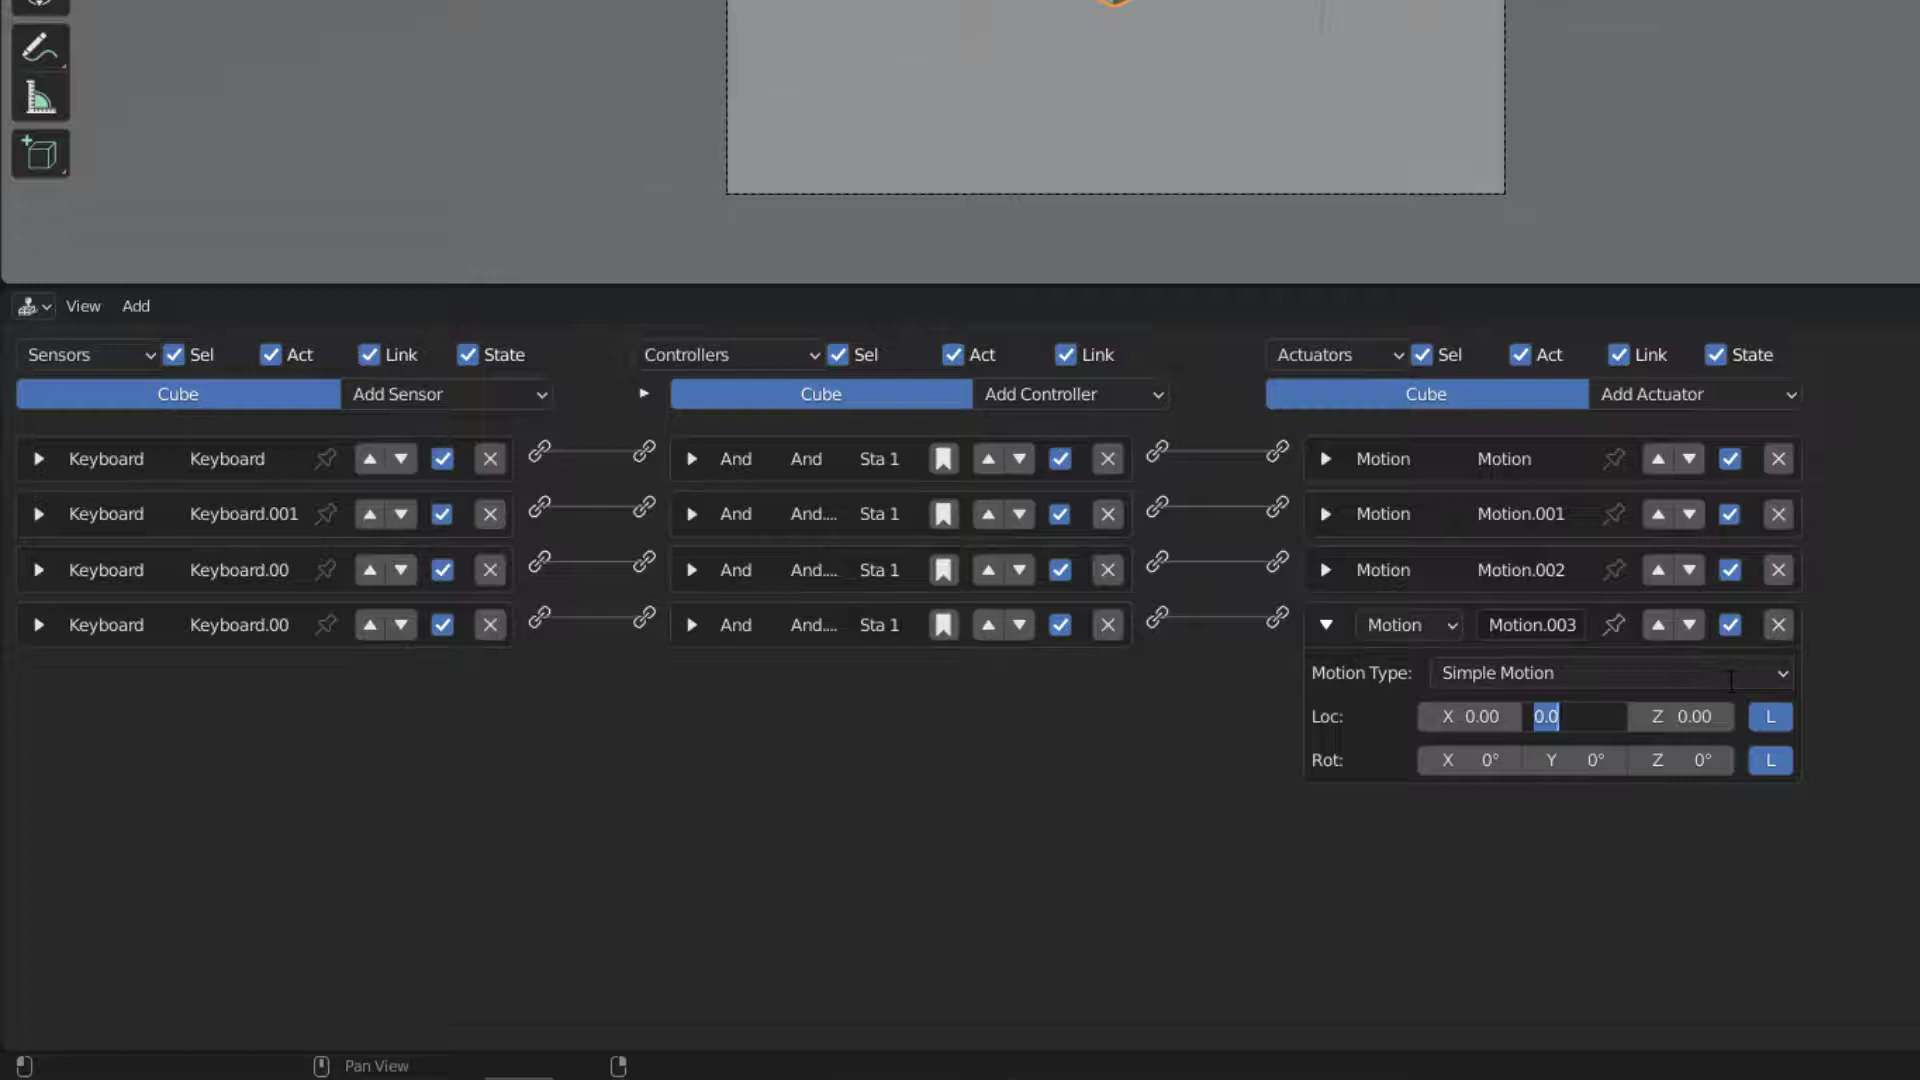 View Add
Sensors Sel Act Link State Controllers Sel Act Link Actuators Sel Act Link State
Cube Add Sensor Cube Add Controller Cube Add Actuator
Keyboard Keyboard And And Sta 1 Motion Motion
Keyboard Keyboard.001 And And.... Sta 1 Motion Motion.001
Keyboard Keyboard.00 And And.... Sta 1 Motion Motion.002
Keyboard Keyboard.00 And And.... Sta 1 Motion Motion.003
Motion Type: Simple Motion
Loc: X 0.00 0.0 Z 0.00 L
Rot: X 0° Y 0° Z 0° L
Pan View